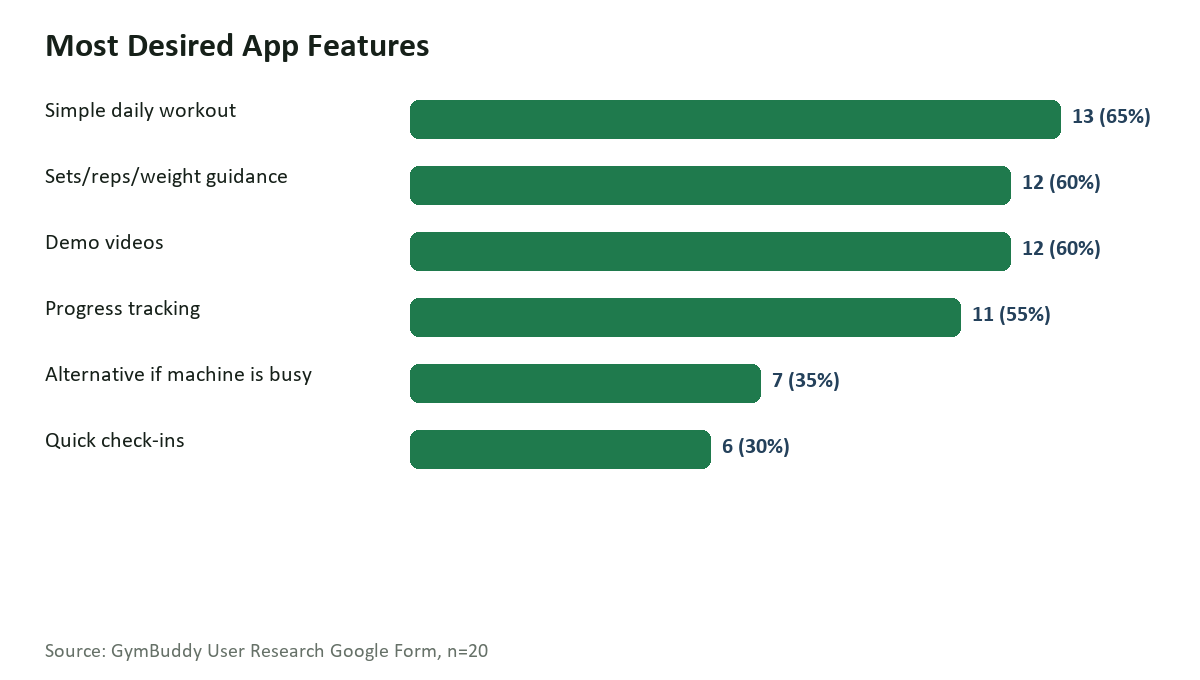 Most Desired App Features
Simple daily workout
13 (65%)
Sets/reps/weight guidance
12 (60%)
Demo videos
12 (60%)
Progress tracking
11 (55%)
Alternative if machine is busy
7 (35%)
Quick check-ins
6 (30%)
Source: GymBuddy User Research Google Form, n=20